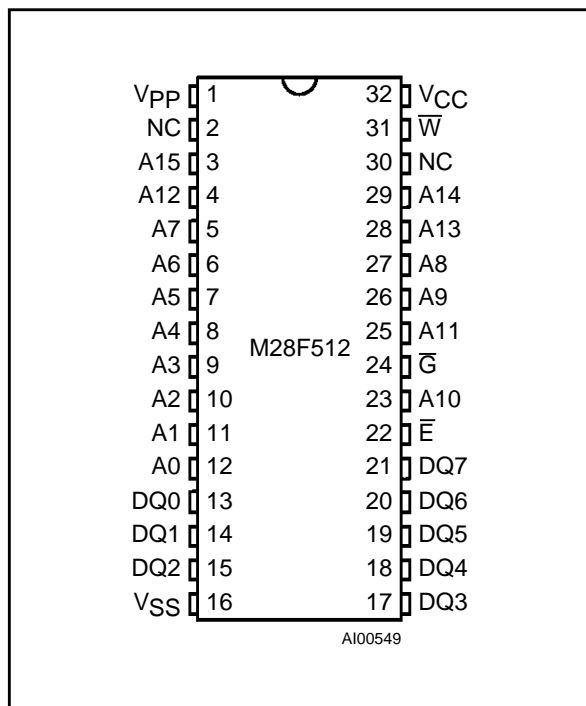 VPP 1 32 VCC
NC 2 31 W̅
A15 3 30 NC
A12 4 29 A14
A7 5 28 A13
A6 6 27 A8
A5 7 26 A9
A4 8 25 A11
M28F512
A3 9 24 G̅
A2 10 23 A10
A1 11 22 E̅
A0 12 21 DQ7
DQ0 13 20 DQ6
DQ1 14 19 DQ5
DQ2 15 18 DQ4
VSS 16 17 DQ3
AI00549